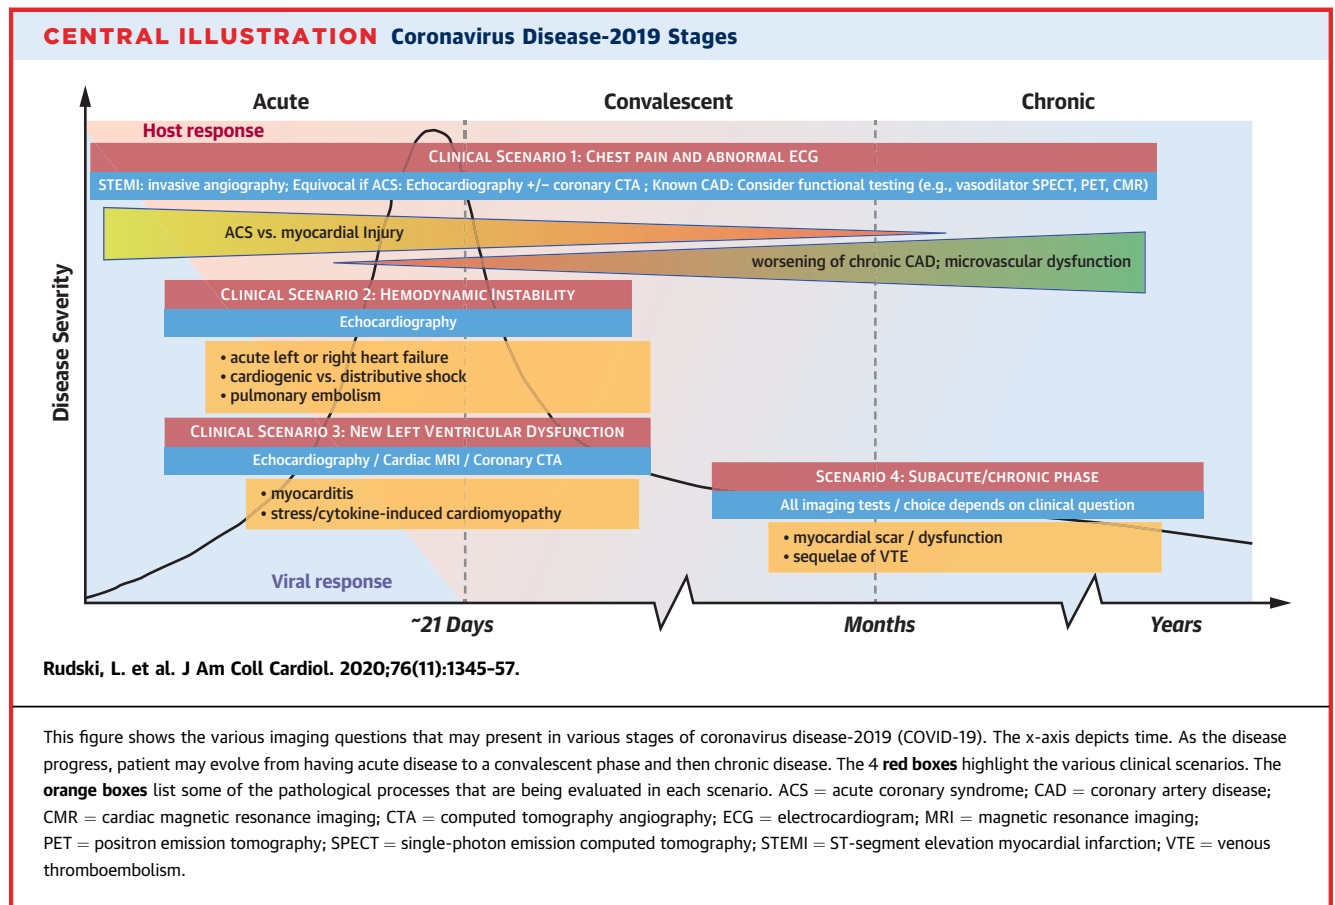 CENTRAL ILLUSTRATION Coronavirus Disease-2019 Stages
Acute
Convalescent
Chronic
Host response
CLINICAL SCENARIO 1: CHEST PAIN AND ABNORMAL ECG
STEMI: invasive angiography; Equivocal if ACS: Echocardiography +/− coronary CTA ; Known CAD: Consider functional testing (e.g., vasodilator SPECT, PET, CMR)
ACS vs. myocardial Injury
worsening of chronic CAD; microvascular dysfunction
Disease Severity
CLINICAL SCENARIO 2: HEMODYNAMIC INSTABILITY
Echocardiography
• acute left or right heart failure
• cardiogenic vs. distributive shock
• pulmonary embolism
CLINICAL SCENARIO 3: NEW LEFT VENTRICULAR DYSFUNCTION
Echocardiography / Cardiac MRI / Coronary CTA
• myocarditis
• stress/cytokine-induced cardiomyopathy
SCENARIO 4: SUBACUTE/CHRONIC PHASE
All imaging tests / choice depends on clinical question
• myocardial scar / dysfunction
• sequelae of VTE
Viral response
~21 Days
Months
Years
Rudski, L. et al. J Am Coll Cardiol. 2020;76(11):1345–57.
This figure shows the various imaging questions that may present in various stages of coronavirus disease-2019 (COVID-19). The x-axis depicts time. As the disease
progress, patient may evolve from having acute disease to a convalescent phase and then chronic disease. The 4 red boxes highlight the various clinical scenarios. The
orange boxes list some of the pathological processes that are being evaluated in each scenario. ACS = acute coronary syndrome; CAD = coronary artery disease;
CMR = cardiac magnetic resonance imaging; CTA = computed tomography angiography; ECG = electrocardiogram; MRI = magnetic resonance imaging;
PET = positron emission tomography; SPECT = single-photon emission computed tomography; STEMI = ST-segment elevation myocardial infarction; VTE = venous
thromboembolism.